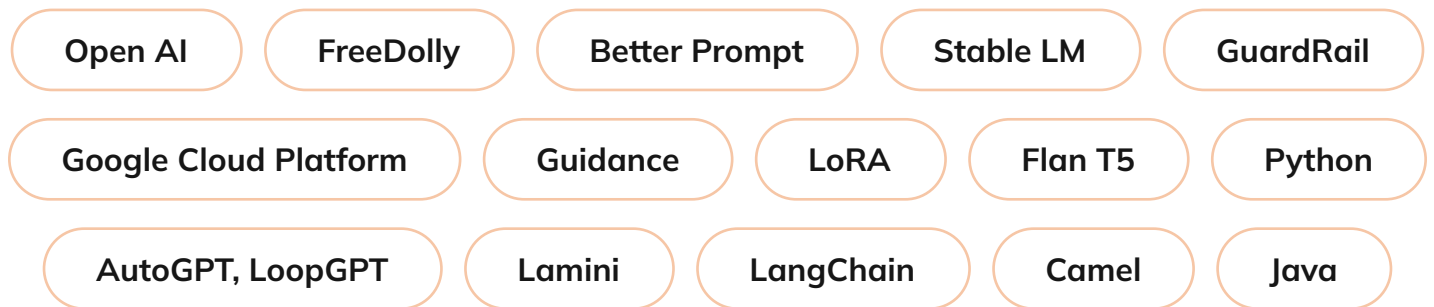 Open AI FreeDolly Better Prompt Stable LM GuardRail
Google Cloud Platform Guidance LoRA Flan T5 Python
AutoGPT, LoopGPT Lamini LangChain Camel Java